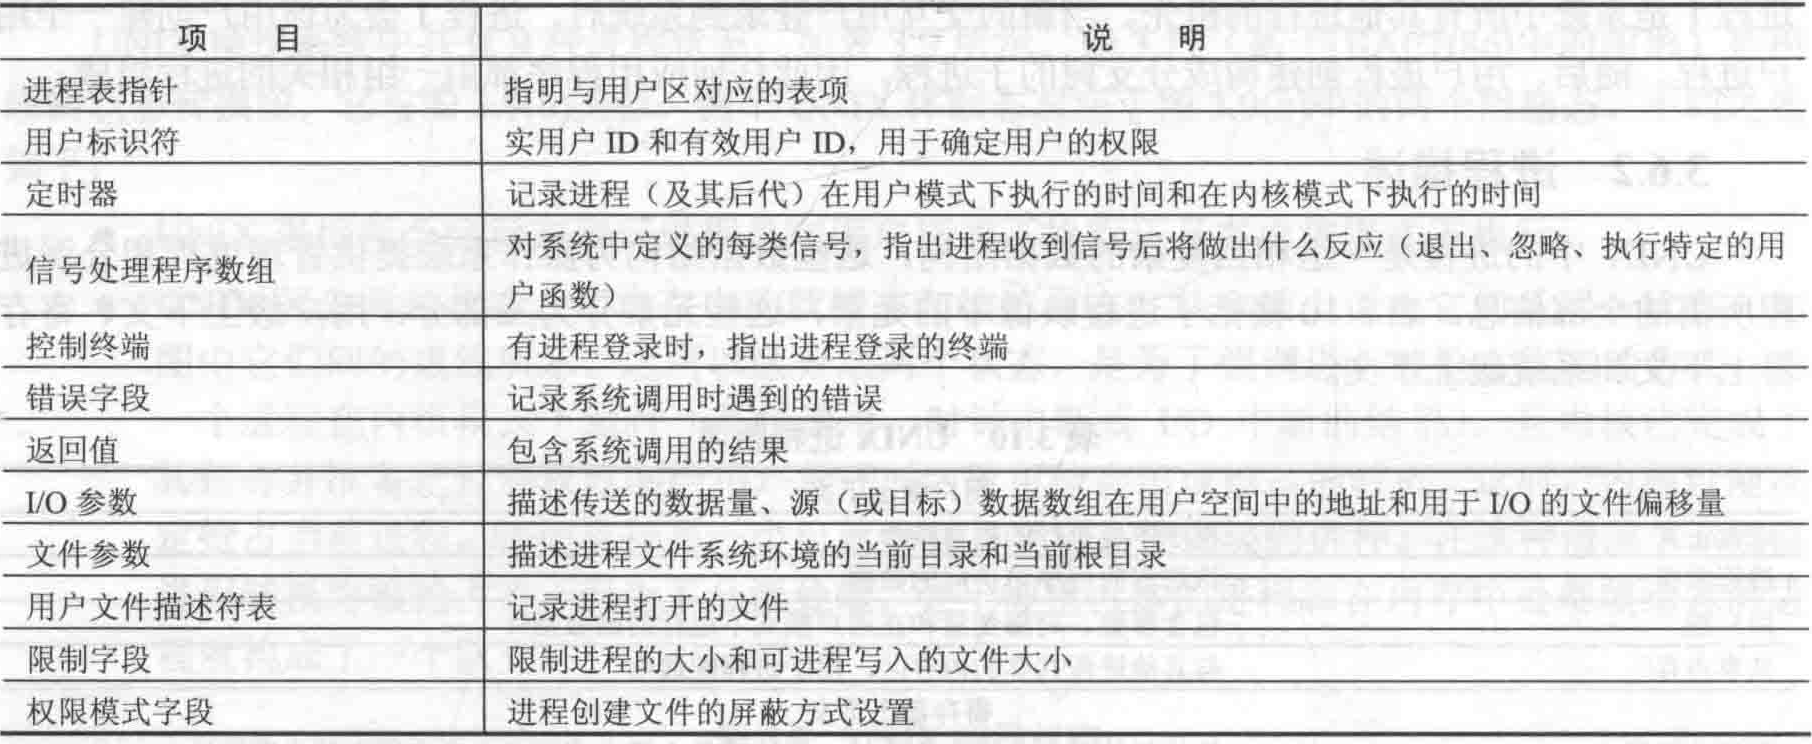 项 目 说 明
进程表指针 指明与用户区对应的表项
用户标识符 实用户 ID 和有效用户 ID，用于确定用户的权限
定时器 记录进程（及其后代）在用户模式下执行的时间和在内核模式下执行的时间
信号处理程序数组 对系统中定义的每类信号，指出进程收到信号后将做出什么反应（退出、忽略、执行特定的用
户函数）
控制终端 有进程登录时，指出进程登录的终端
错误字段 记录系统调用时遇到的错误
返回值 包含系统调用的结果
I/O 参数 描述传送的数据量、源（或目标）数据数组在用户空间中的地址和用于 I/O 的文件偏移量
文件参数 描述进程文件系统环境的当前目录和当前根目录
用户文件描述符表 记录进程打开的文件
限制字段 限制进程的大小和可进程写入的文件大小
权限模式字段 进程创建文件的屏蔽方式设置